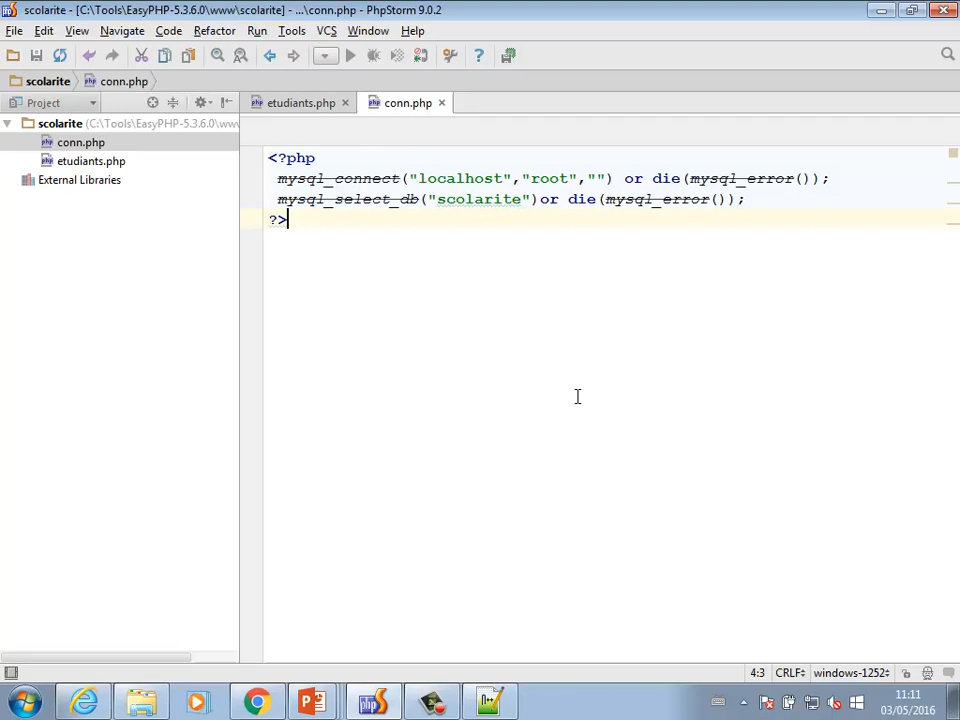 scolarite - [C:\Tools\EasyPHP-5.3.6.0\www\scolarite] - ...\conn.php - PhpStorm 9.0.2
File Edit View Navigate Code Refactor Run Tools VCS Window Help
scolarite conn.php
Project etudiants.php conn.php
scolarite (C:\Tools\EasyPHP-5.3.6.0\www
conn.php
etudiants.php
External Libraries
<?php
mysql_connect("localhost","root","") or die(mysql_error());
mysql_select_db("scolarite")or die(mysql_error());
?>
4:3 CRLF windows-1252
11:11
03/05/2016